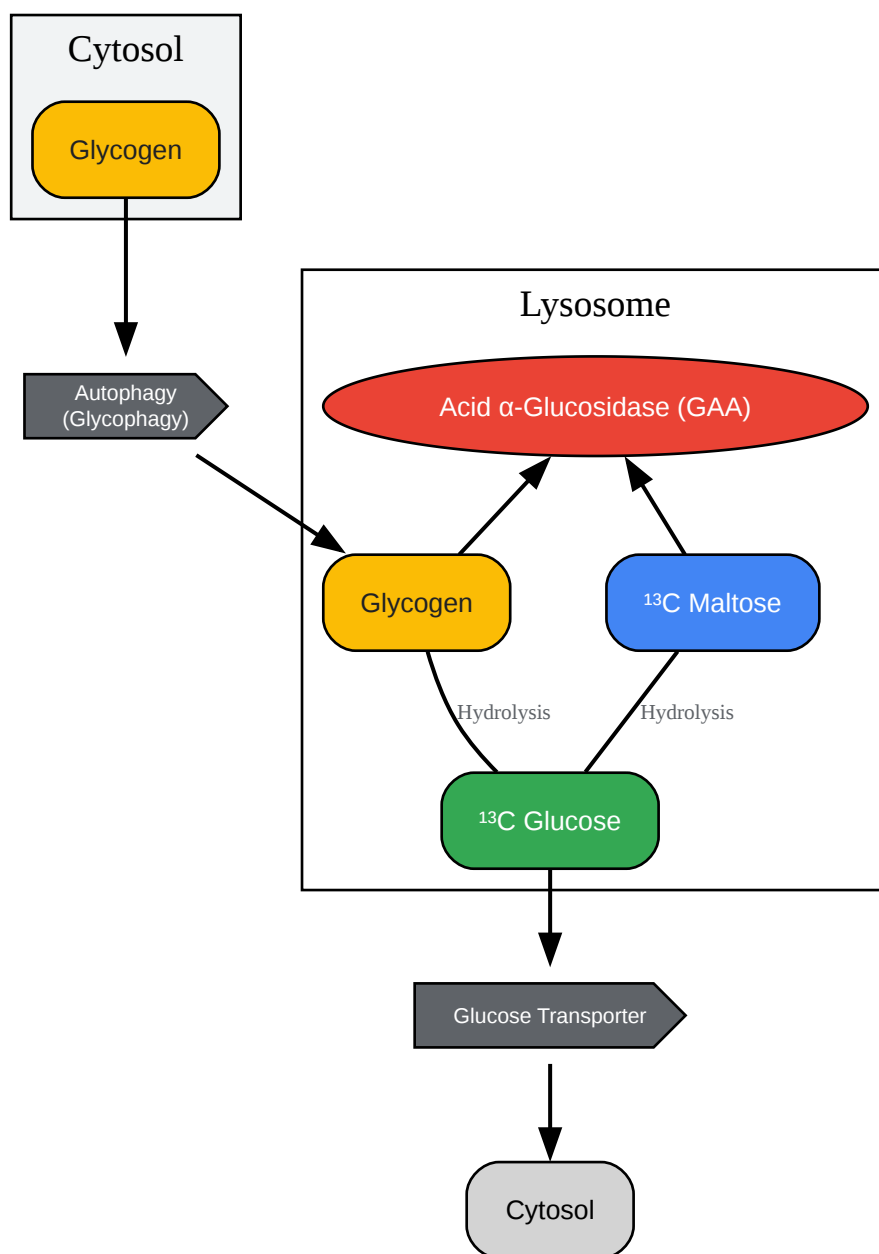 Cytosol
Glycogen
Autophagy
(Glycophagy)
Lysosome
Acid α-Glucosidase (GAA)
Glycogen
¹³C Maltose
Hydrolysis
Hydrolysis
¹³C Glucose
Glucose Transporter
Cytosol